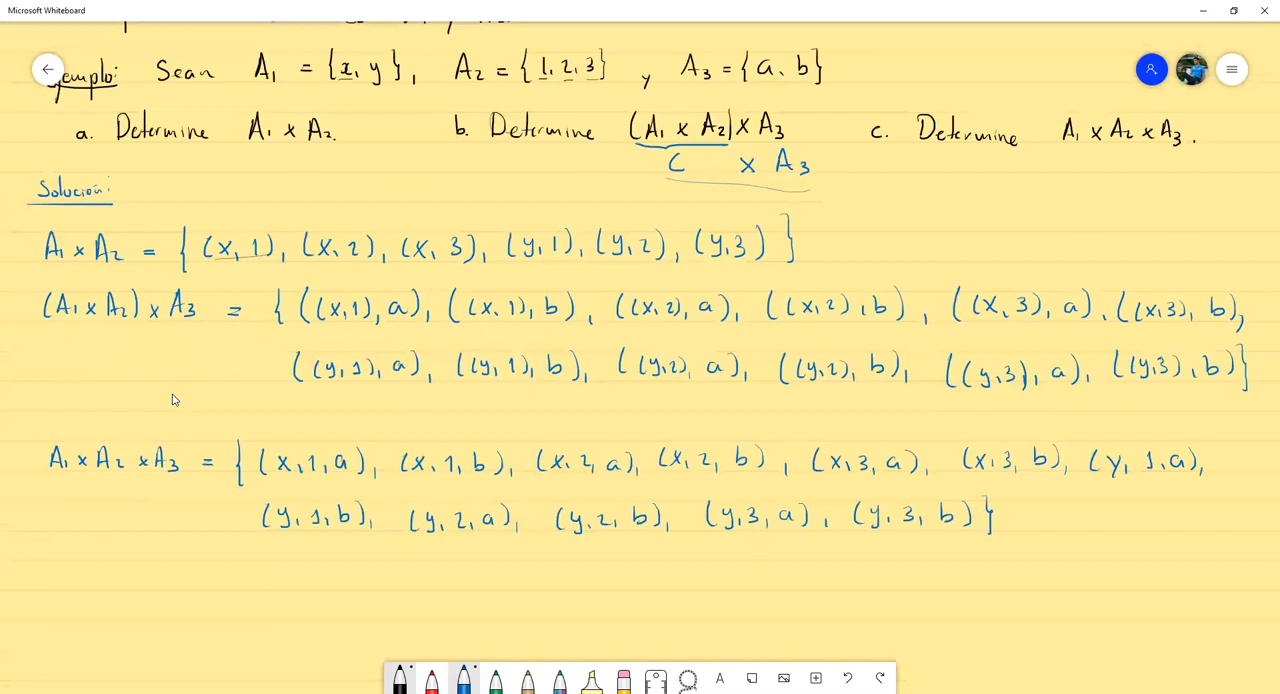 Microsoft Whiteboard
emplo: Sean A₁ = {x, y}, A₂ = {1, 2, 3} y A₃ = {a, b}
a. Determine A₁ × A₂. b. Determine (A₁ × A₂) × A₃ c. Determine A₁ × A₂ × A₃.
C × A₃
Solución:
A₁ × A₂ = { (x, 1), (x, 2), (x, 3), (y, 1), (y, 2), (y, 3) }
(A₁ × A₂) × A₃ = { ((x, 1), a), ((x, 1), b), ((x, 2), a), ((x, 2), b), ((x, 3), a), ((x, 3), b),
((y, 1), a), ((y, 1), b), ((y, 2), a), ((y, 2), b), ((y, 3), a), ((y, 3), b) }
A₁ × A₂ × A₃ = { (x, 1, a), (x, 1, b), (x, 2, a), (x, 2, b), (x, 3, a), (x, 3, b), (y, 1, a),
(y, 1, b), (y, 2, a), (y, 2, b), (y, 3, a), (y, 3, b) }